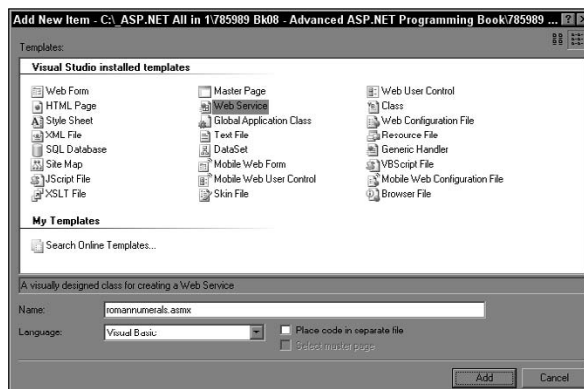 Add New Item - C:\_ASP.NET All in 1\785989 Bk08 - Advanced ASP.NET Programming Book\785989 ...
Templates:
Visual Studio installed templates
Web Form
Master Page
Web User Control
HTML Page
Web Service
Class
Style Sheet
Global Application Class
Web Configuration File
XML File
Text File
Resource File
SQL Database
DataSet
Generic Handler
Site Map
Mobile Web Form
VBScript File
JScript File
Mobile Web User Control
Mobile Web Configuration File
XSLT File
Skin File
Browser File
My Templates
Search Online Templates...
A visually designed class for creating a Web Service
Name:
romannumerals.asmx
Language:
Visual Basic
Place code in separate file
Select master page
Add
Cancel